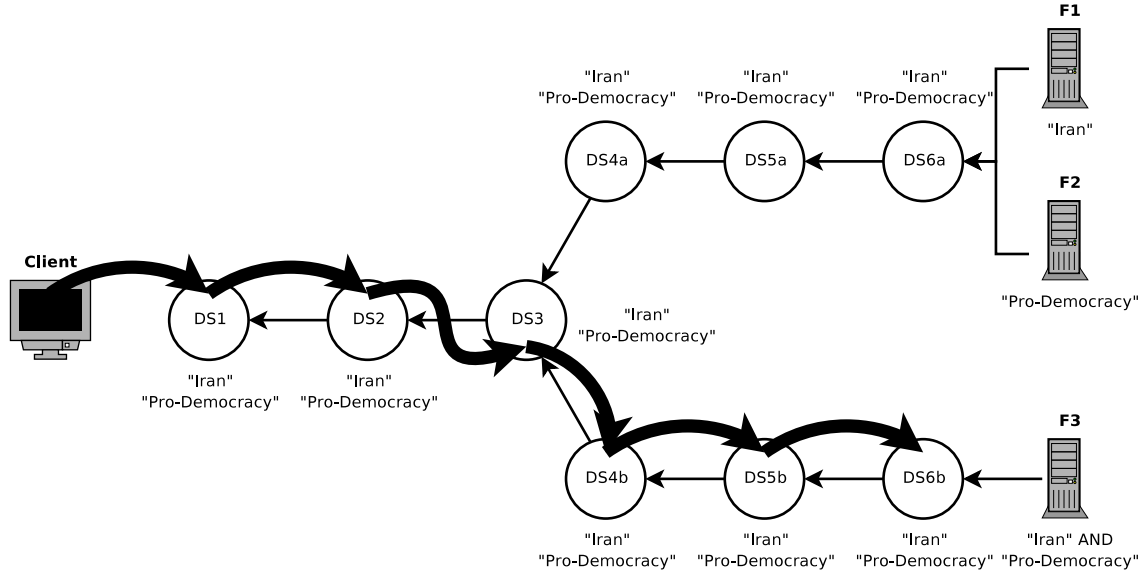 F1
"Iran"
"Pro-Democracy"
"Iran"
"Pro-Democracy"
"Iran"
"Pro-Democracy"
DS4a
DS5a
DS6a
"Iran"
F2
"Pro-Democracy"
Client
DS1
DS2
DS3
"Iran"
"Pro-Democracy"
"Iran"
"Pro-Democracy"
"Iran"
"Pro-Democracy"
F3
DS4b
DS5b
DS6b
"Iran"
"Pro-Democracy"
"Iran"
"Pro-Democracy"
"Iran"
"Pro-Democracy"
"Iran" AND
"Pro-Democracy"